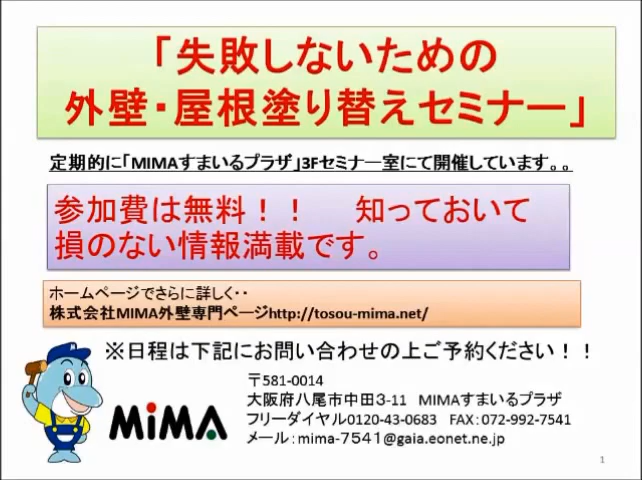 「失敗しないための
外壁・屋根塗り替えセミナー」
定期的に「MIMAすまいるプラザ」3Fセミナー室にて開催しています。。
参加費は無料！！　知っておいて
損のない情報満載です。
ホームページでさらに詳しく・・
株式会社MIMA外壁専門ページhttp://tosou-mima.net/
※日程は下記にお問い合わせの上ご予約ください！！
〒581-0014
大阪府八尾市中田3-11　MIMAすまいるプラザ
フリーダイヤル0120-43-0683　FAX：072-992-7541
メール：mima-7541@gaia.eonet.ne.jp
MiMA
1